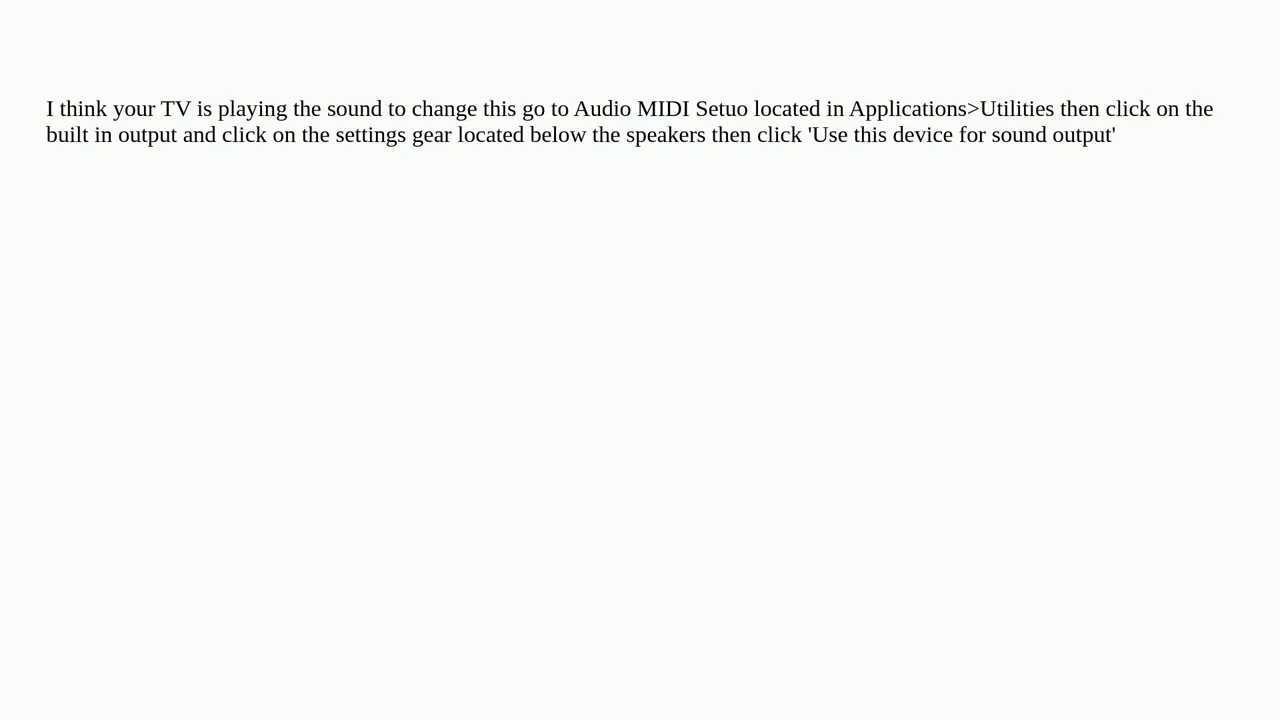 I think your TV is playing the sound to change this go to Audio MIDI Setuo located in Applications>Utilities then click on the
built in output and click on the settings gear located below the speakers then click 'Use this device for sound output'